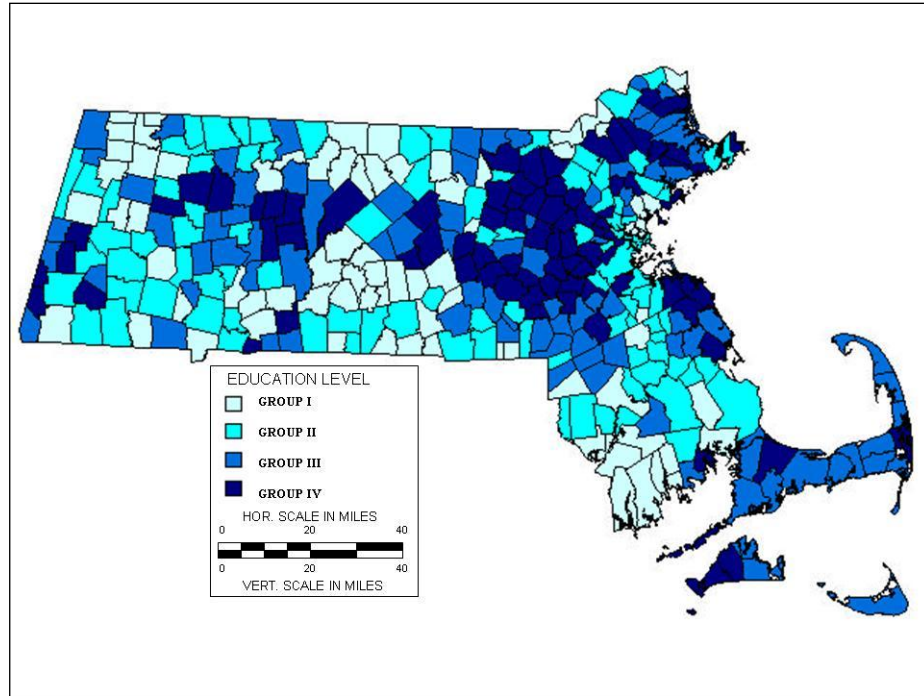 EDUCATION LEVEL
GROUP I
GROUP II
GROUP III
GROUP IV
HOR. SCALE IN MILES
0 20 40
0 20 40
VERT. SCALE IN MILES